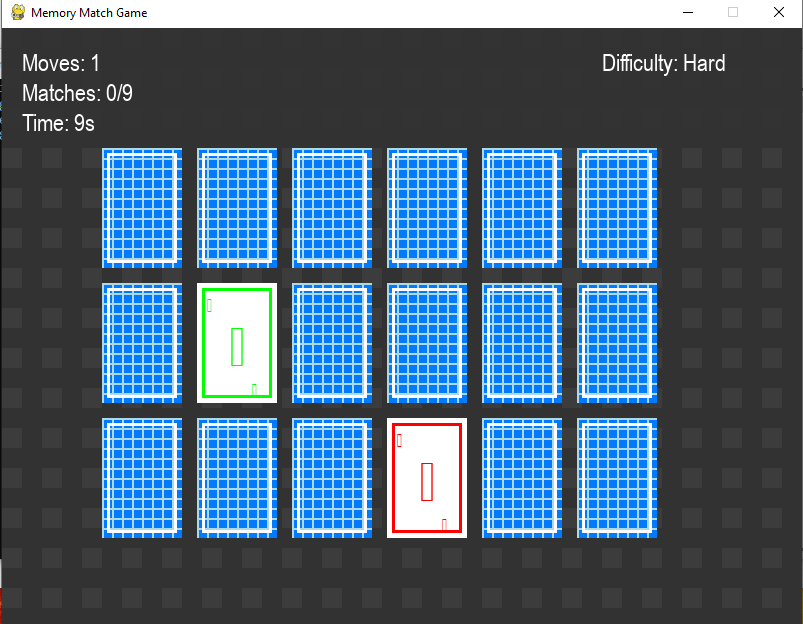 Memory Match Game
Moves: 1
Difficulty: Hard
Matches: 0/9
Time: 9s